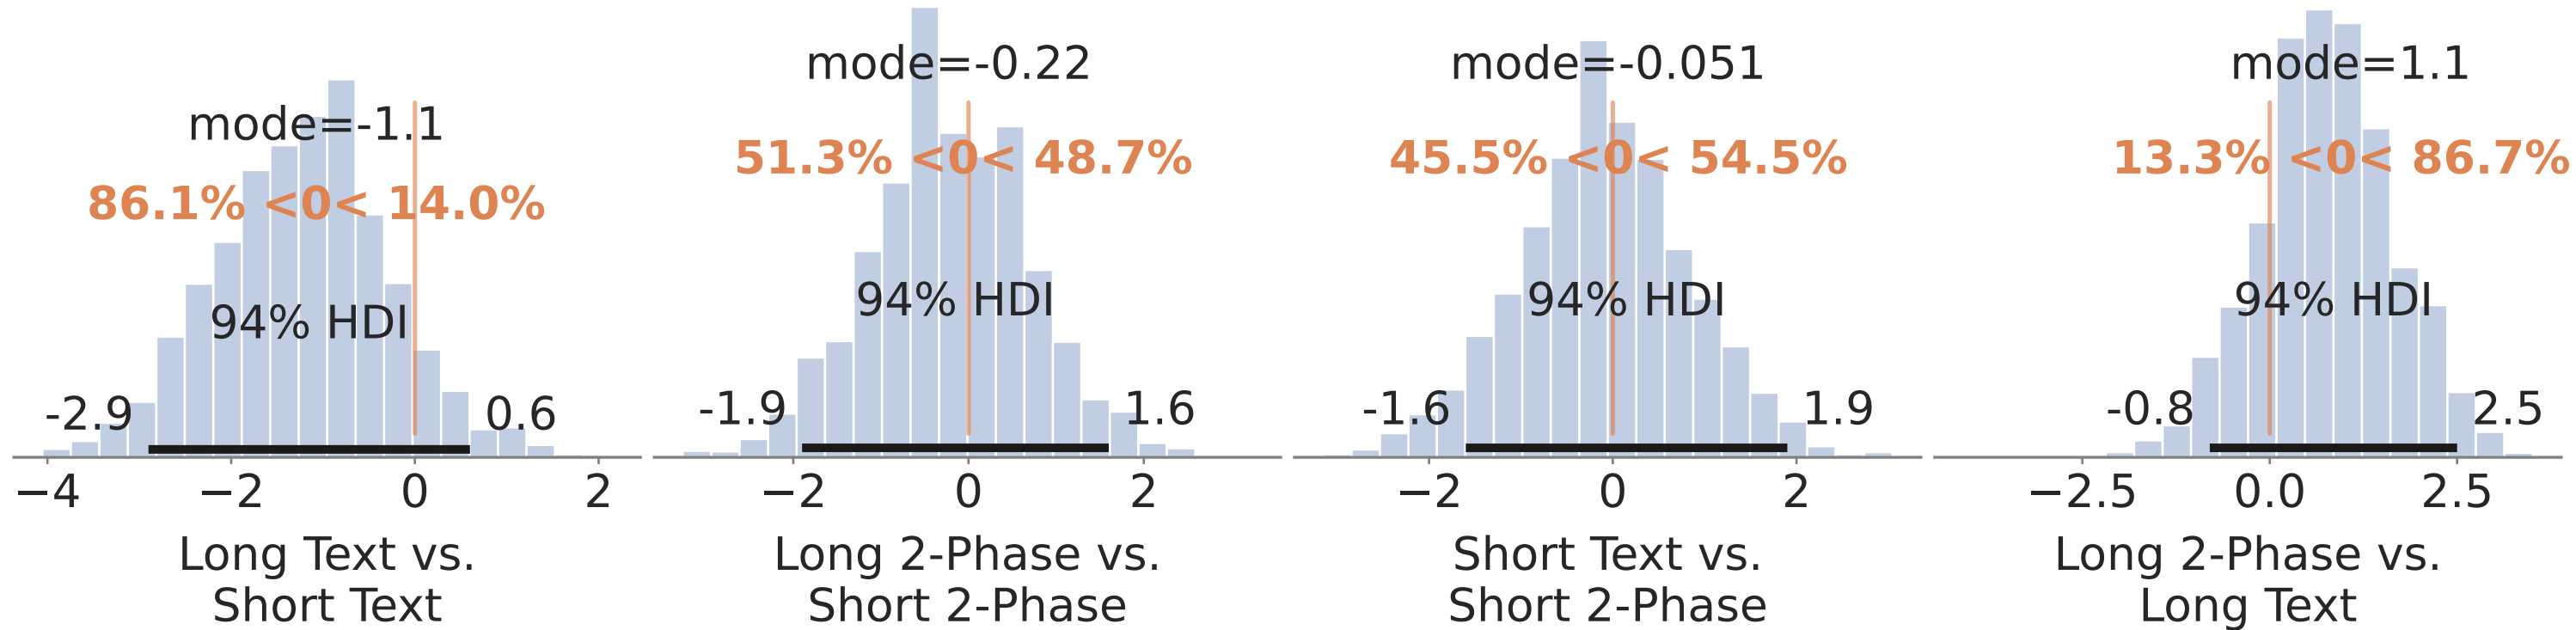 mode=-1.1
86.1% <0< 14.0%
94% HDI
-2.9 0.6
−4 −2 0 2
Long Text vs.
Short Text
mode=-0.22
51.3% <0< 48.7%
94% HDI
-1.9 1.6
−2 0 2
Long 2-Phase vs.
Short 2-Phase
mode=-0.051
45.5% <0< 54.5%
94% HDI
-1.6 1.9
−2 0 2
Short Text vs.
Short 2-Phase
mode=1.1
13.3% <0< 86.7%
94% HDI
-0.8 2.5
−2.5 0.0 2.5
Long 2-Phase vs.
Long Text